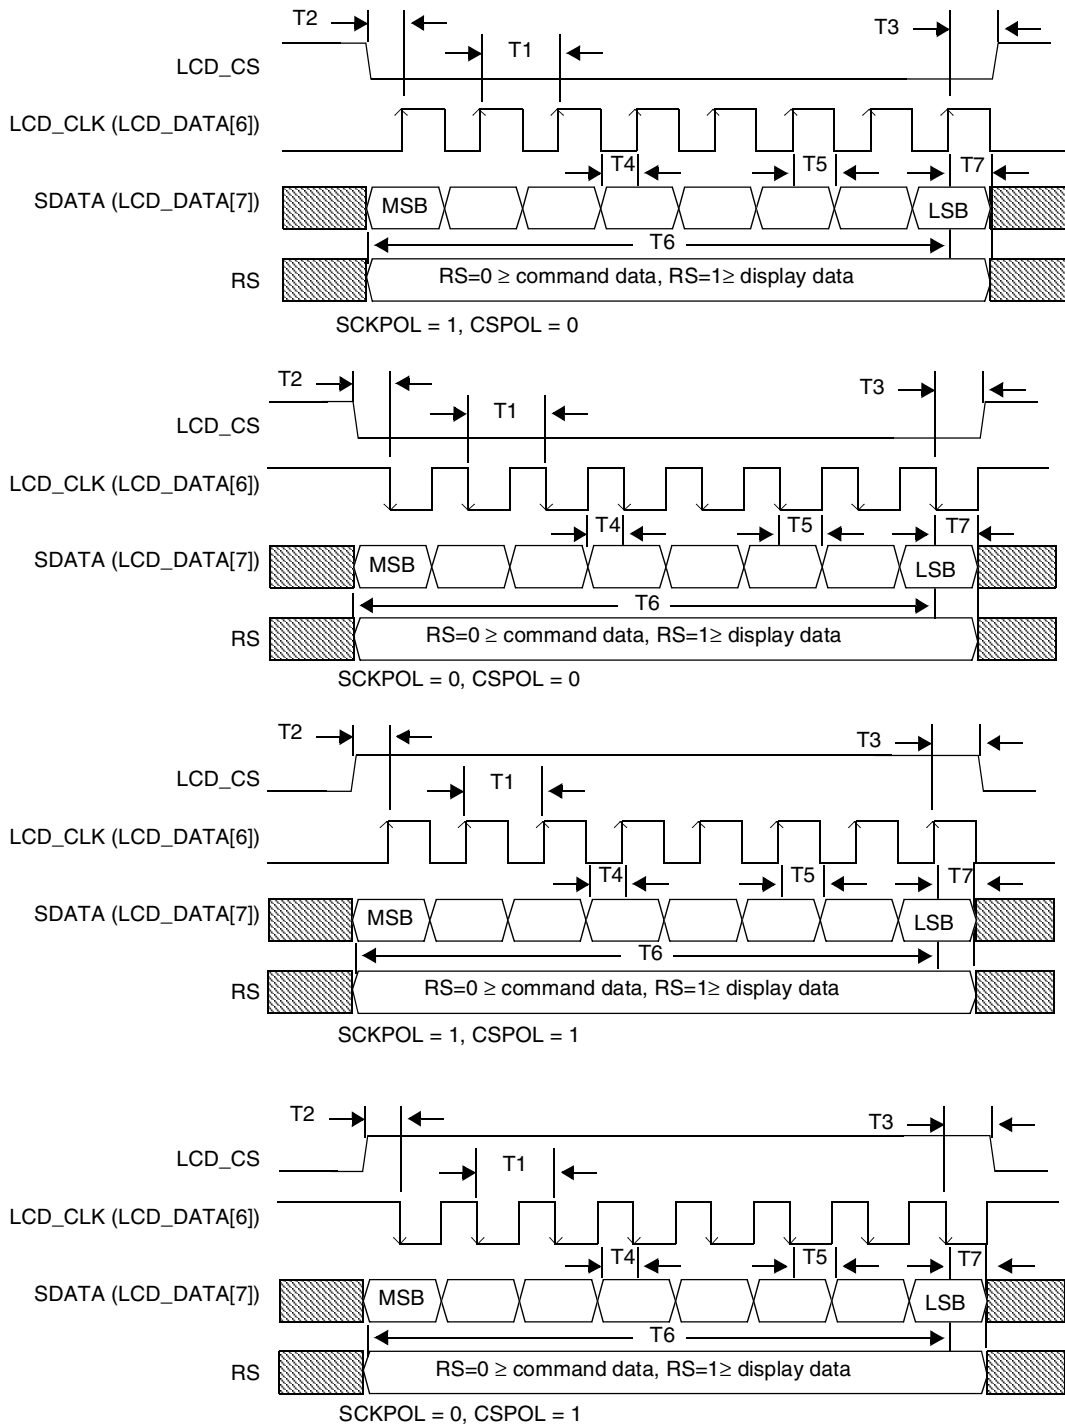 T2
T1
T3
LCD_CS
LCD_CLK (LCD_DATA[6])
T4
T5
T7
SDATA (LCD_DATA[7])
MSB
LSB
T6
RS
RS=0 ≥ command data, RS=1≥ display data
SCKPOL = 1, CSPOL = 0
T2
T1
T3
LCD_CS
LCD_CLK (LCD_DATA[6])
T4
T5
T7
SDATA (LCD_DATA[7])
MSB
LSB
T6
RS
RS=0 ≥ command data, RS=1≥ display data
SCKPOL = 0, CSPOL = 0
T2
T3
LCD_CS
T1
LCD_CLK (LCD_DATA[6])
T4
T5
T7
SDATA (LCD_DATA[7])
MSB
LSB
T6
RS
RS=0 ≥ command data, RS=1≥ display data
SCKPOL = 1, CSPOL = 1
T2
T3
LCD_CS
T1
LCD_CLK (LCD_DATA[6])
T4
T5
T7
SDATA (LCD_DATA[7])
MSB
LSB
T6
RS
RS=0 ≥ command data, RS=1≥ display data
SCKPOL = 0, CSPOL = 1